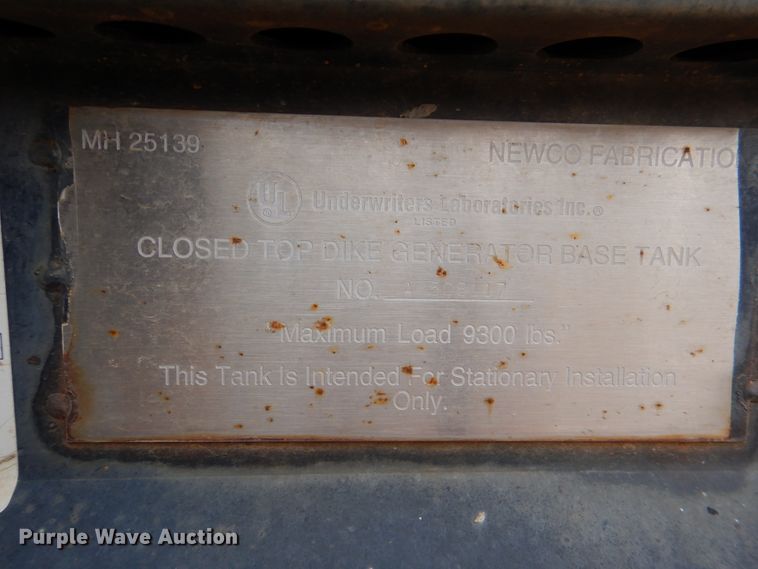 MH 25139 NEWCO FABRICATIO
UL ® Underwriters Laboratories Inc.®
LISTED
CLOSED TOP DIKE GENERATOR BASE TANK
NO.
"Maximum Load 9300 lbs."
This Tank Is Intended For Stationary Installation
Only.
Purple Wave Auction®